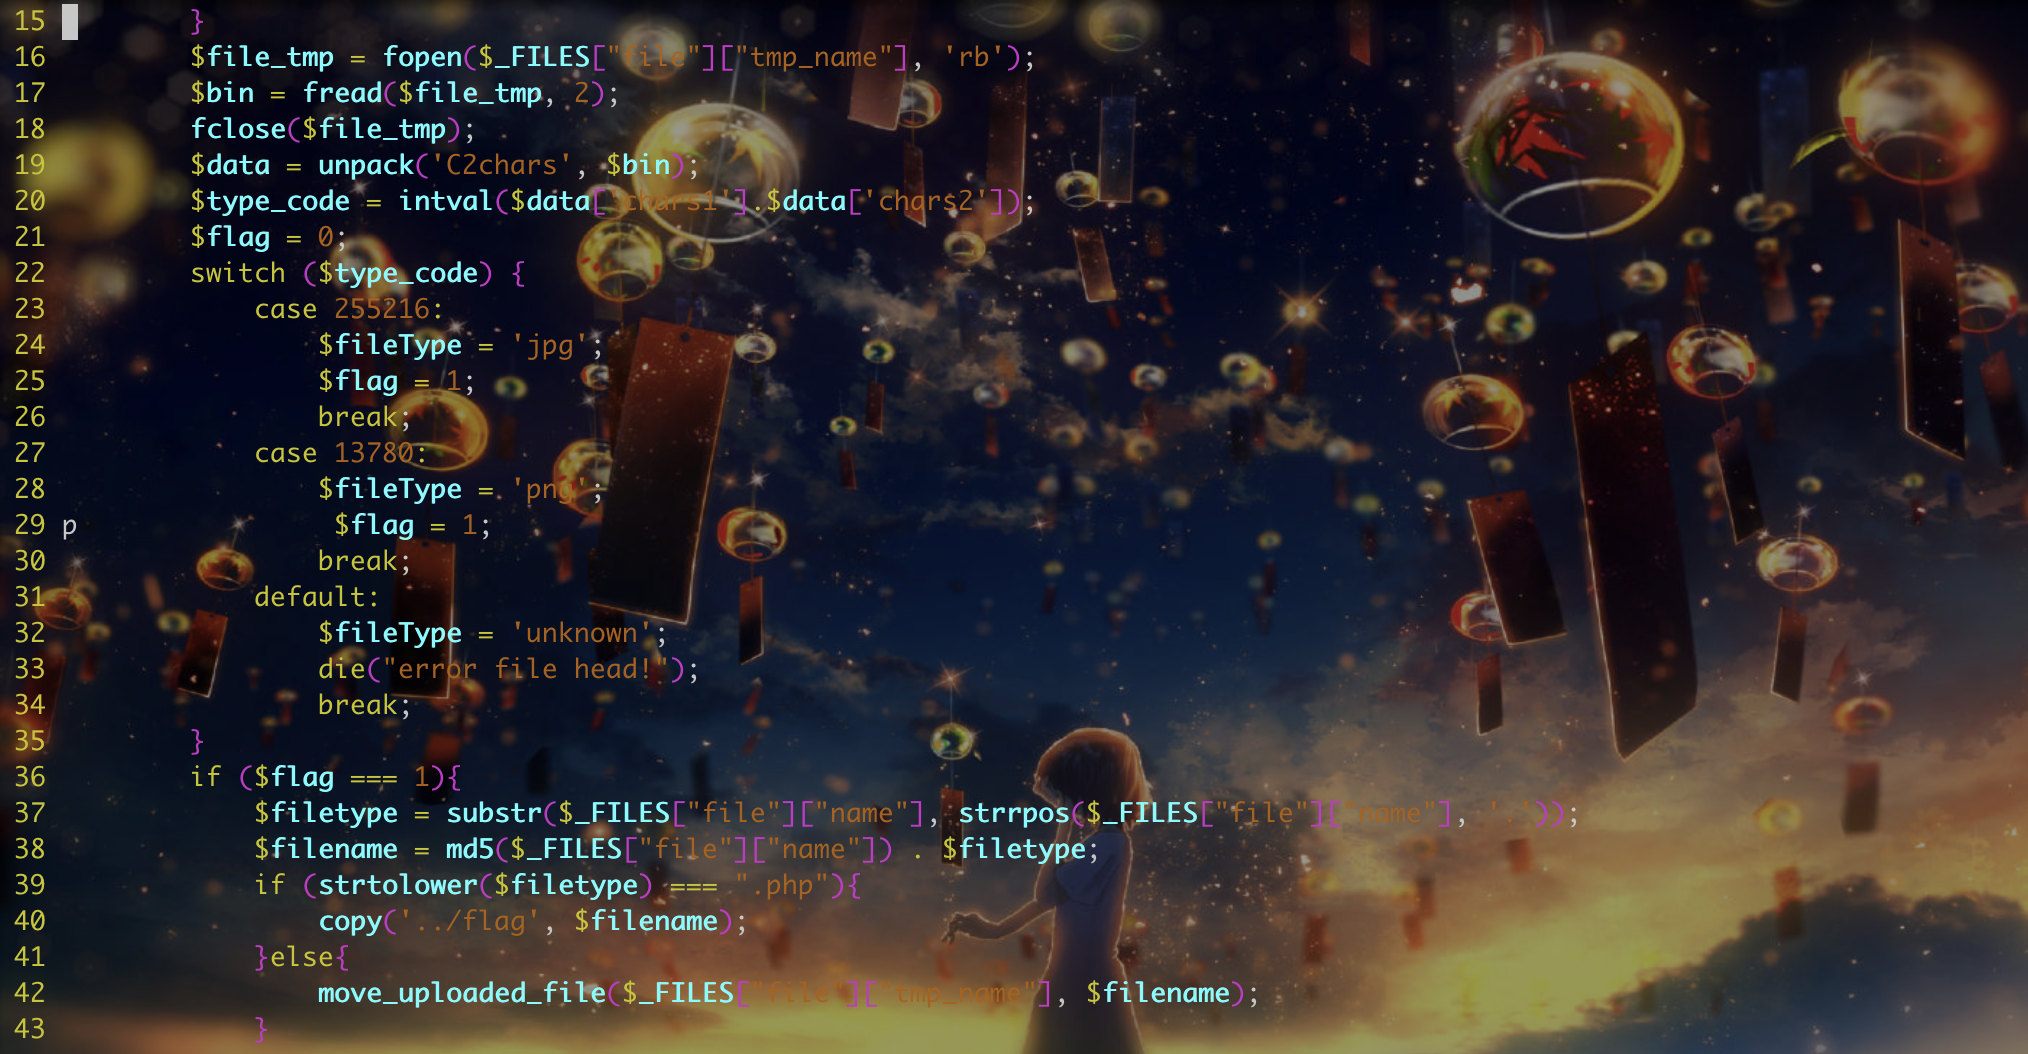 15         }
16         $file_tmp = fopen($_FILES["file"]["tmp_name"], 'rb');
17         $bin = fread($file_tmp, 2);
18         fclose($file_tmp);
19         $data = unpack('C2chars', $bin);
20         $type_code = intval($data['chars1'].$data['chars2']);
21         $flag = 0;
22         switch ($type_code) {
23             case 255216:
24                 $fileType = 'jpg';
25                 $flag = 1;
26                 break;
27             case 13780:
28                 $fileType = 'png';
29 p                $flag = 1;
30                 break;
31             default:
32                 $fileType = 'unknown';
33                 die("error file head!");
34                 break;
35         }
36         if ($flag === 1){
37             $filetype = substr($_FILES["file"]["name"], strrpos($_FILES["file"]["name"], '.'));
38             $filename = md5($_FILES["file"]["name"]) . $filetype;
39             if (strtolower($filetype) === ".php"){
40                 copy('../flag', $filename);
41             }else{
42                 move_uploaded_file($_FILES["file"]["tmp_name"], $filename);
43             }